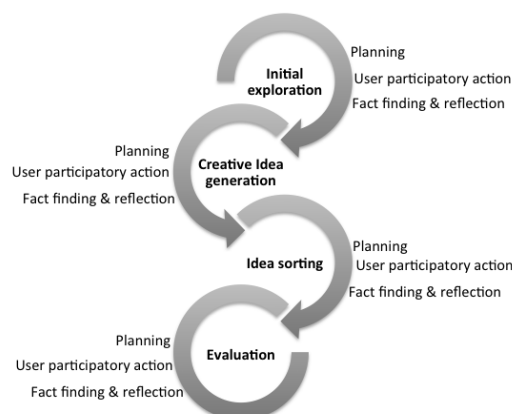 Initial
exploration
Planning
User participatory action
Fact finding & reflection
Creative Idea
generation
Planning
User participatory action
Fact finding & reflection
Idea sorting
Planning
User participatory action
Fact finding & reflection
Evaluation
Planning
User participatory action
Fact finding & reflection